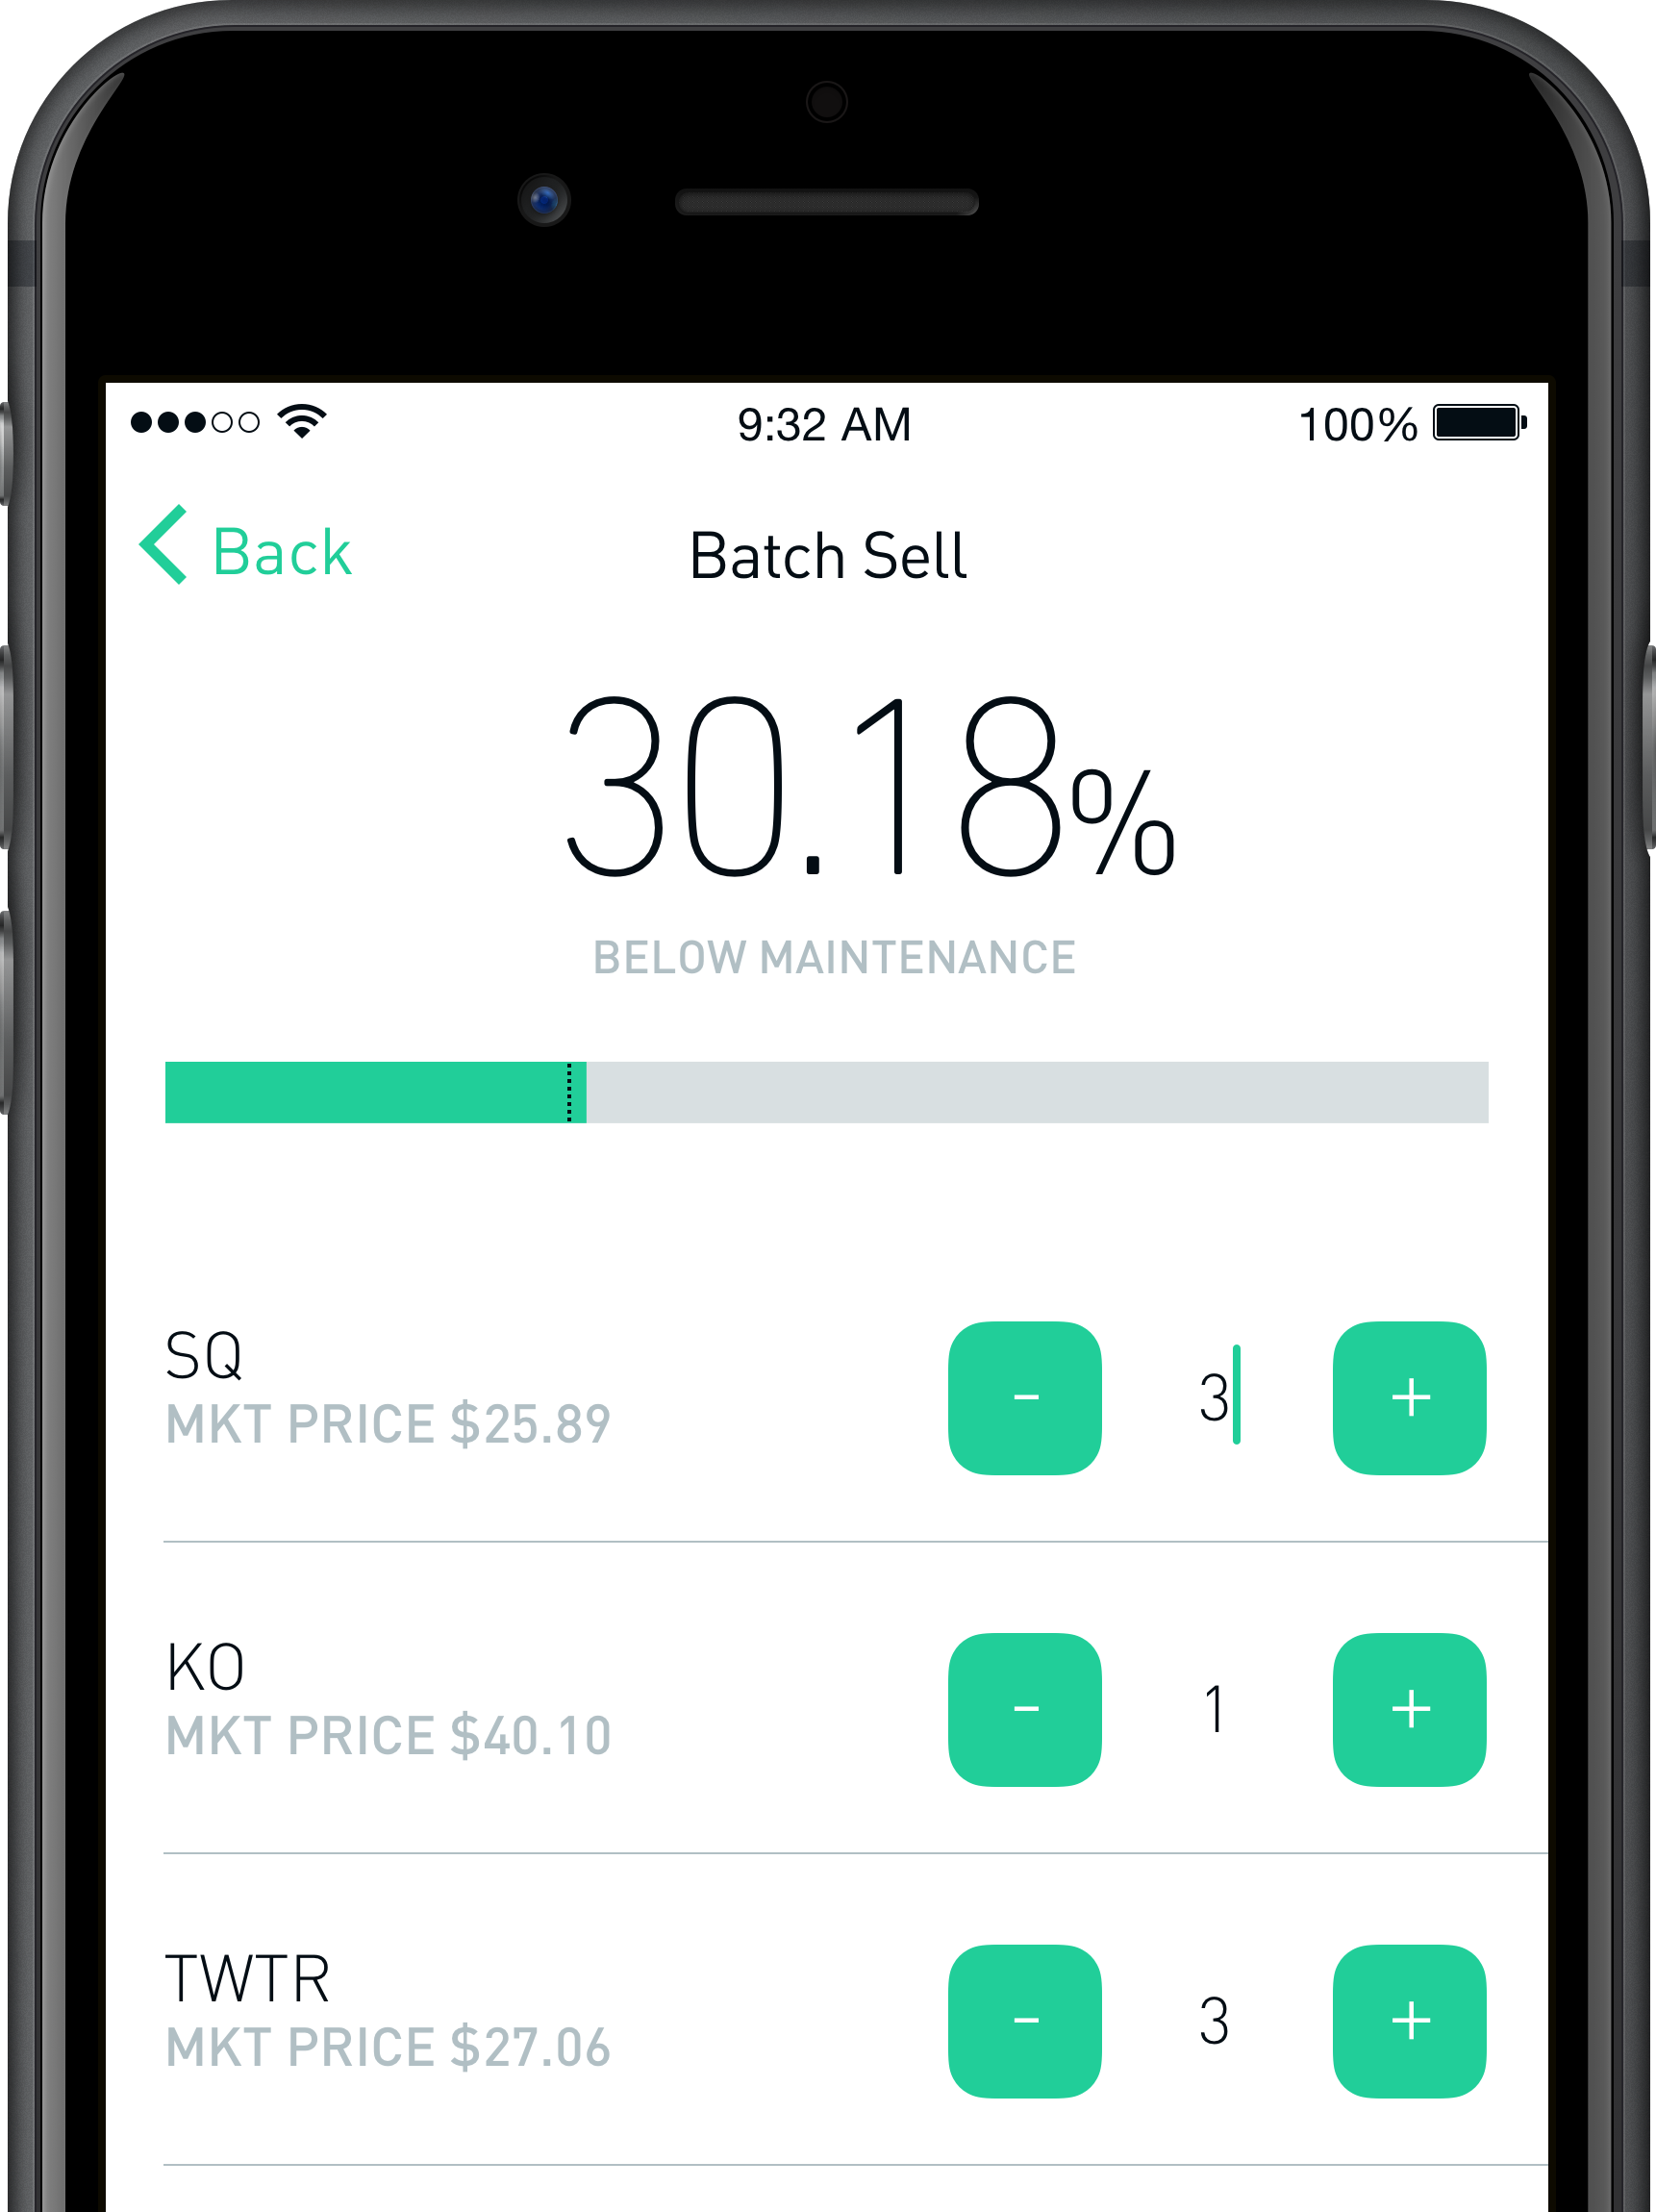 9:32 AM 100%
Back Batch Sell
30.18%
BELOW MAINTENANCE
SQ
MKT PRICE $25.89
- 3 +
KO
MKT PRICE $40.10
- 1 +
TWTR
MKT PRICE $27.06
- 3 +